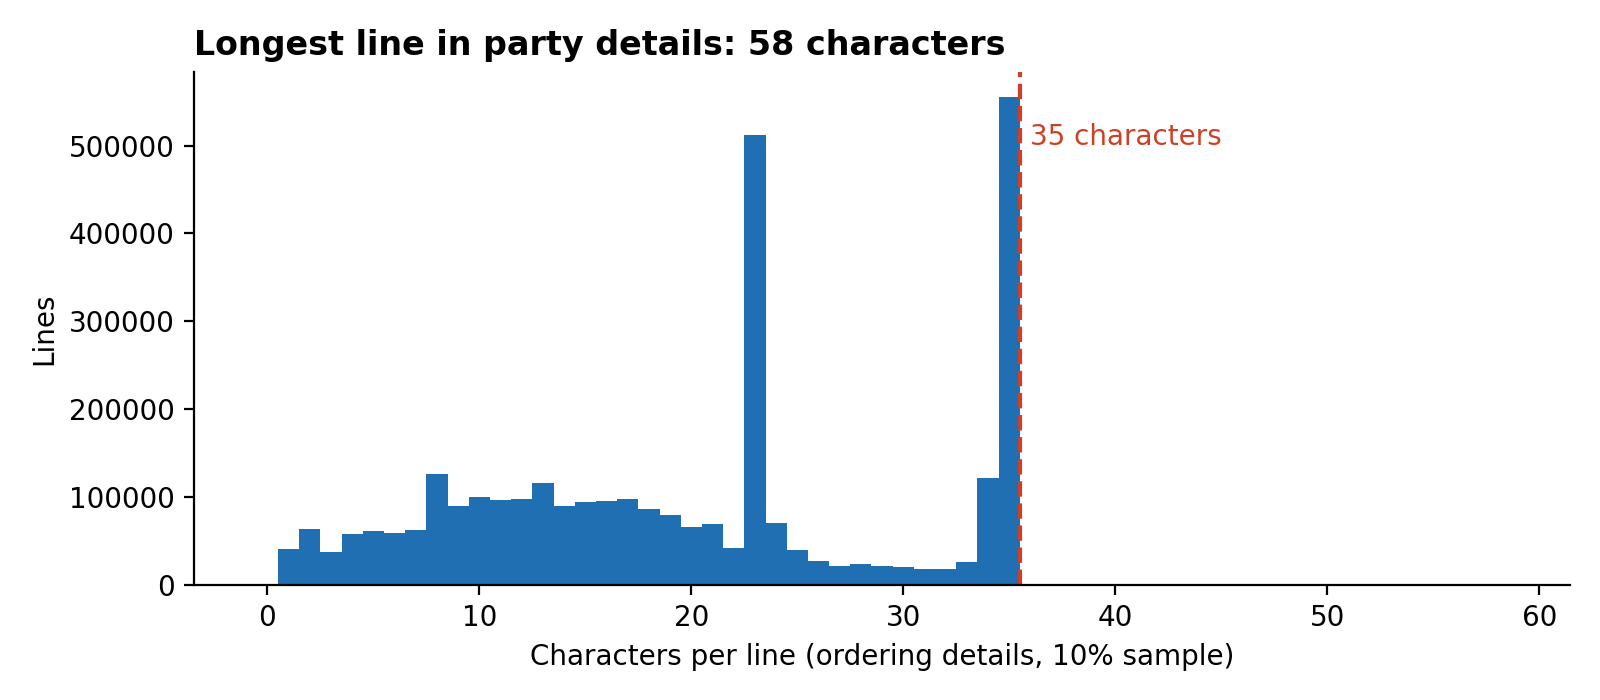 Longest line in party details: 58 characters
35 characters
Lines
500000
400000
300000
200000
100000
0
0 10 20 30 40 50 60
Characters per line (ordering details, 10% sample)